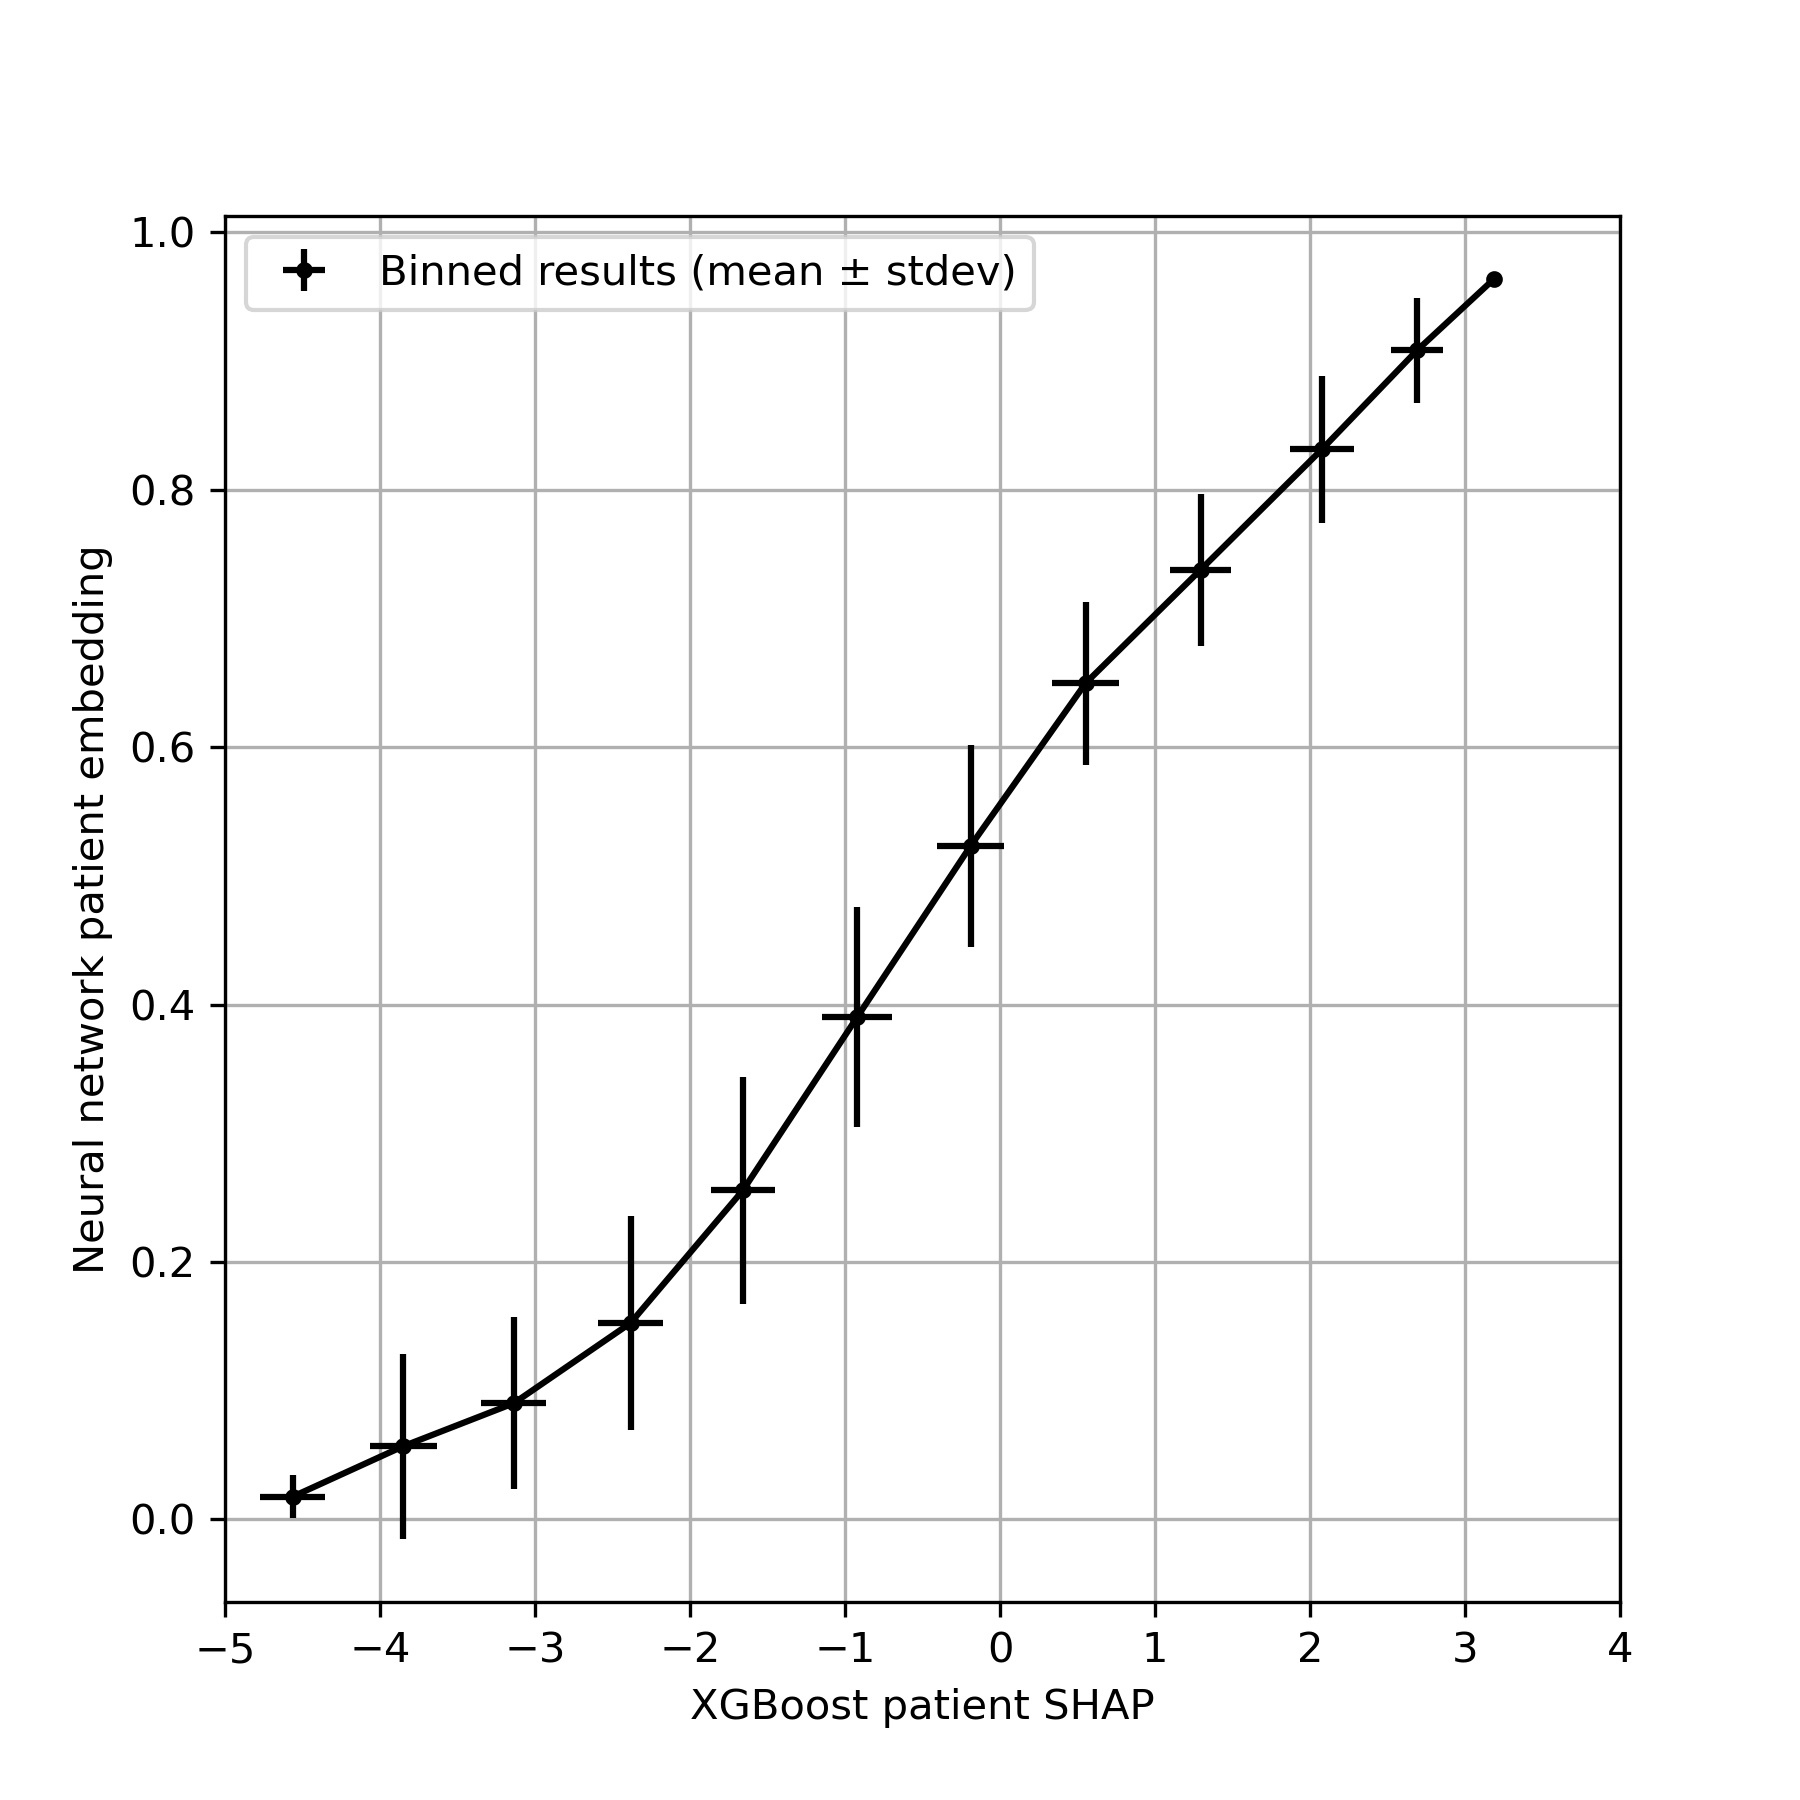 Binned results (mean ± stdev)
1.0
0.8
0.6
0.4
0.2
0.0
Neural network patient embedding
−5 −4 −3 −2 −1 0 1 2 3 4
XGBoost patient SHAP